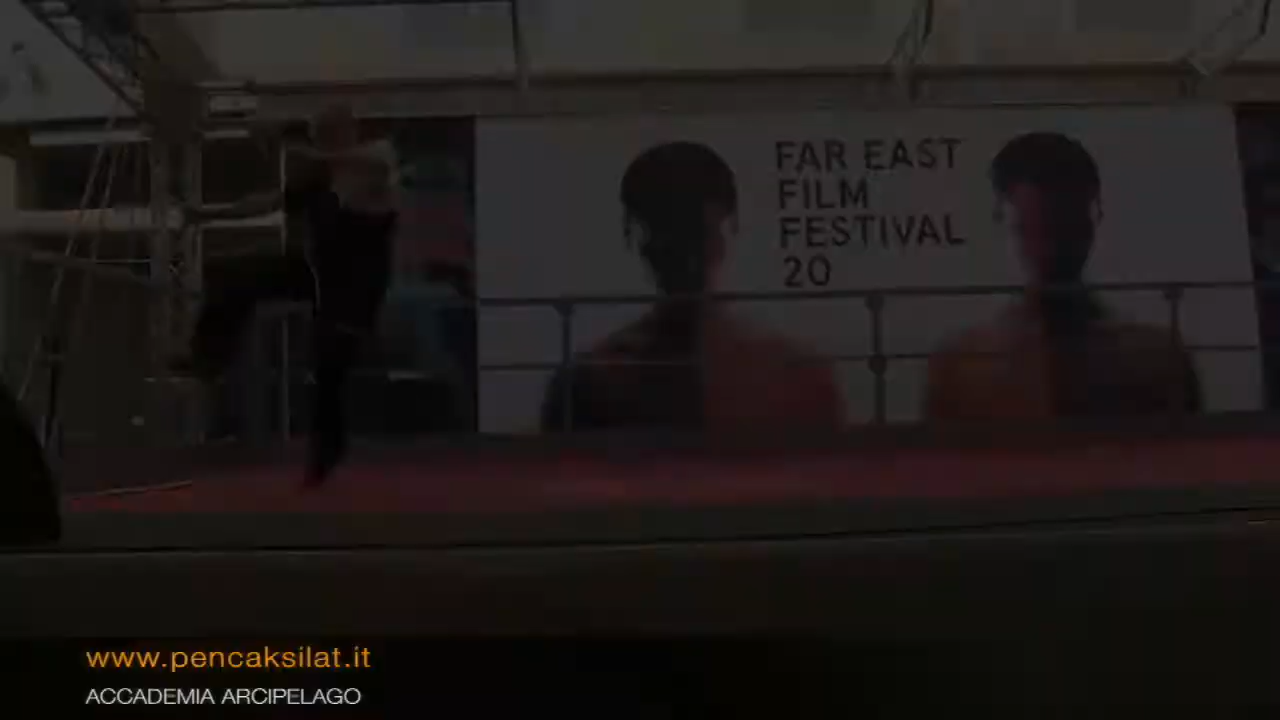 FAR EAST
FILM
FESTIVAL
20
www.pencaksilat.it
ACCADEMIA ARCIPELAGO